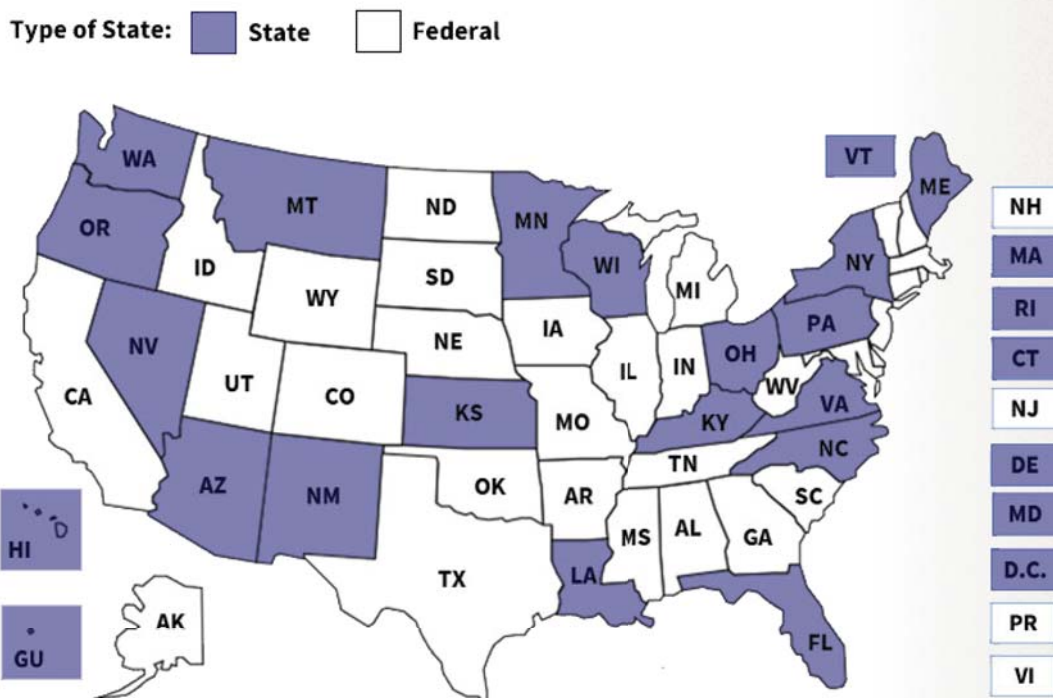 Type of State: State Federal
WA
VT
ME
MT
ND
MN
NH
OR
ID
SD
WI
NY
MA
WY
MI
RI
IA
PA
NV
NE
OH
CT
UT
CO
IL
IN
WV
CA
KS
MO
KY
VA
NJ
NC
TN
DE
AZ
NM
OK
AR
SC
MD
MS
AL
GA
HI
TX
LA
D.C.
AK
PR
GU
FL
VI